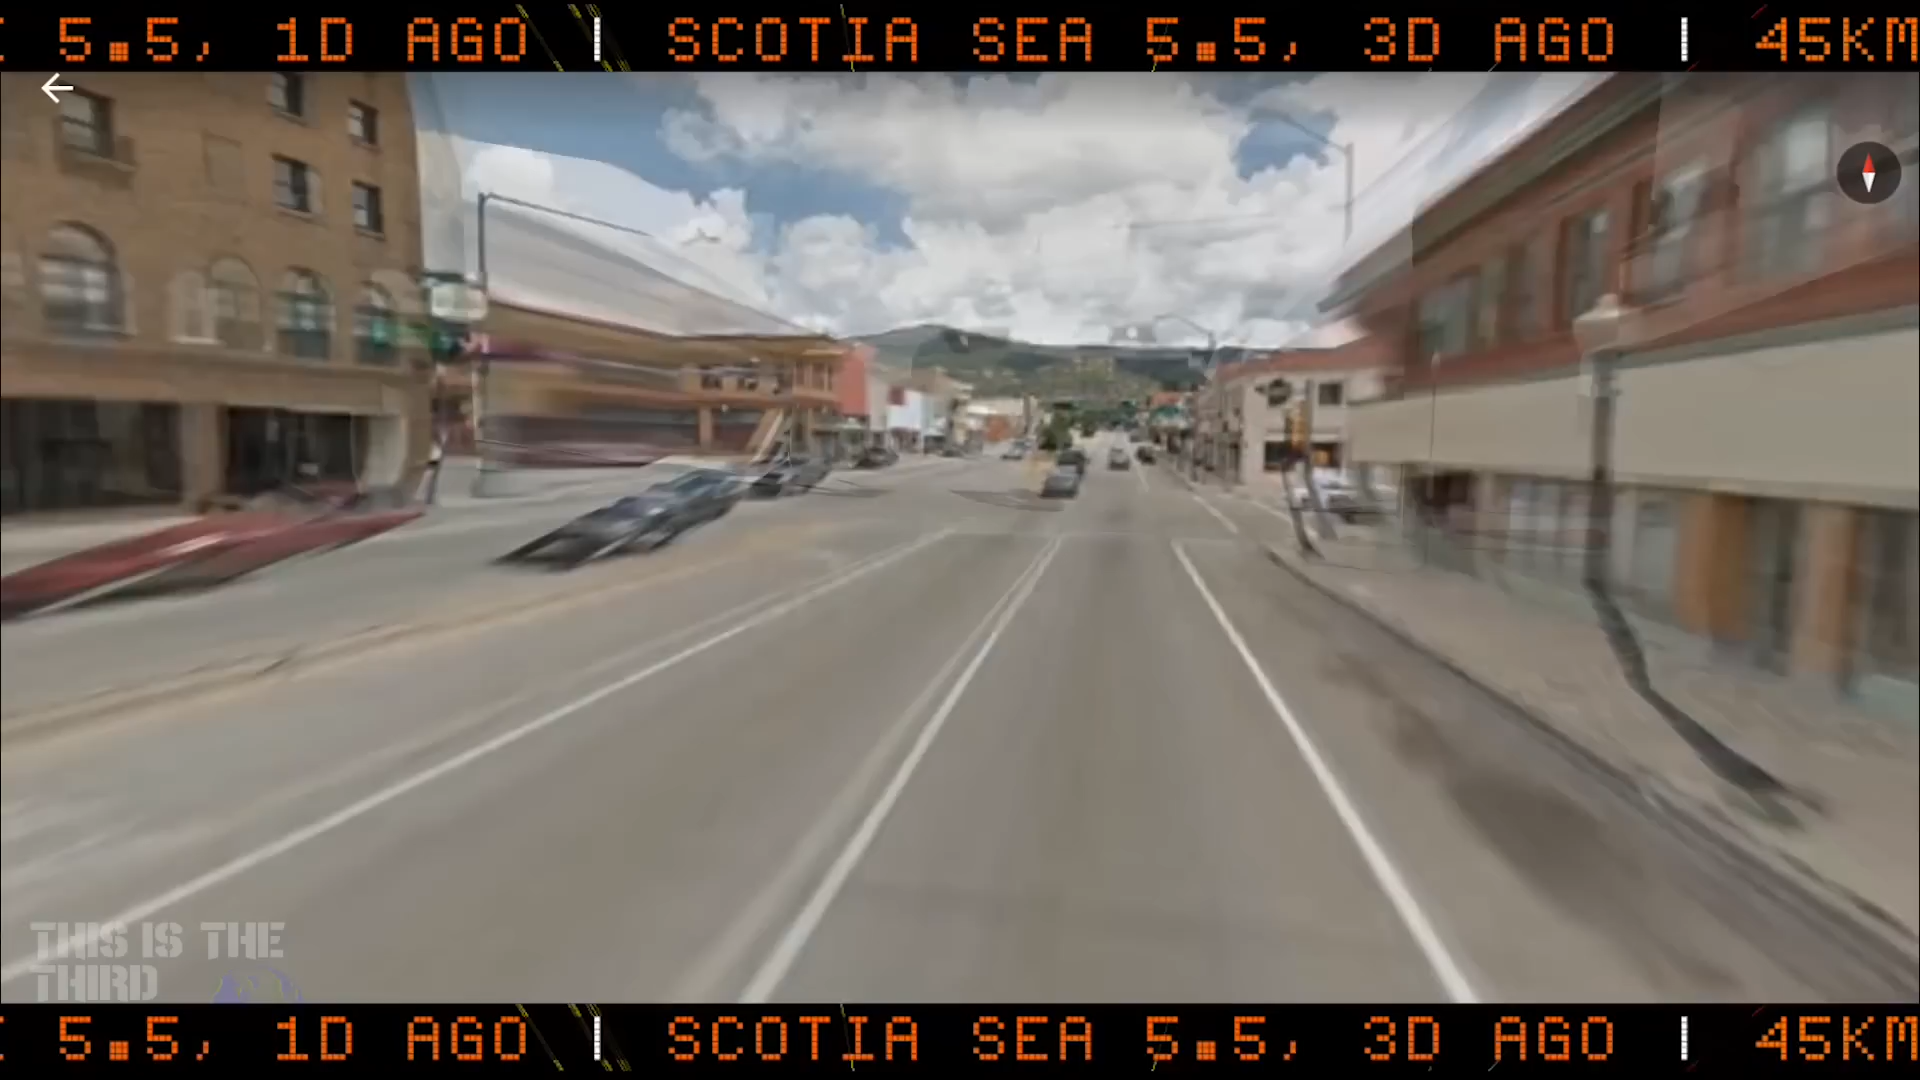 5.5, 1D AGO | SCOTIA SEA 5.5, 3D AGO | 45KM
THIS IS THE
THIRD
5.5, 1D AGO | SCOTIA SEA 5.5, 3D AGO | 45KM